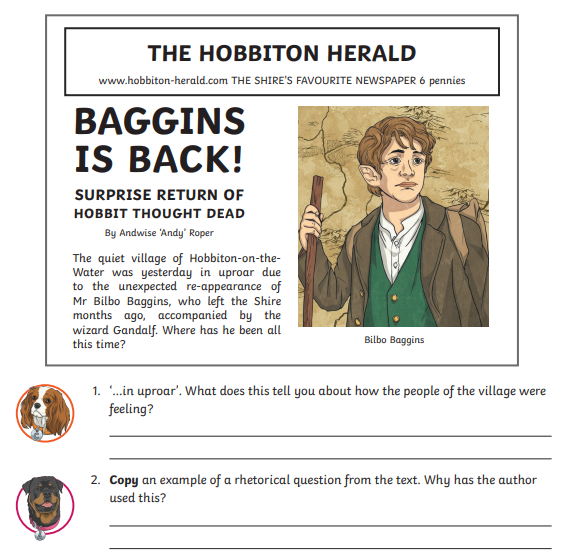 THE HOBBITON HERALD
www.hobbiton-herald.com THE SHIRE'S FAVOURITE NEWSPAPER 6 pennies
BAGGINS
IS BACK!
SURPRISE RETURN OF
HOBBIT THOUGHT DEAD
By Andwise 'Andy' Roper
The quiet village of Hobbiton-on-the-
Water was yesterday in uproar due
to the unexpected re-appearance of
Mr Bilbo Baggins, who left the Shire
months ago, accompanied by the
wizard Gandalf. Where has he been all
this time?
Bilbo Baggins
1. '...in uproar'. What does this tell you about how the people of the village were
feeling?
2. Copy an example of a rhetorical question from the text. Why has the author
used this?